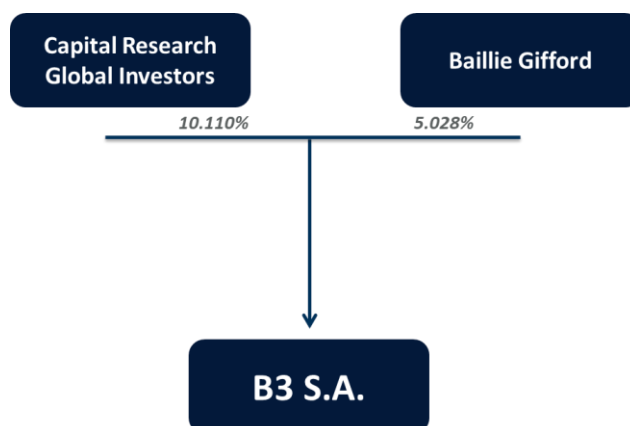 Capital Research
Global Investors
Baillie Gifford
10.110%
5.028%
B3 S.A.